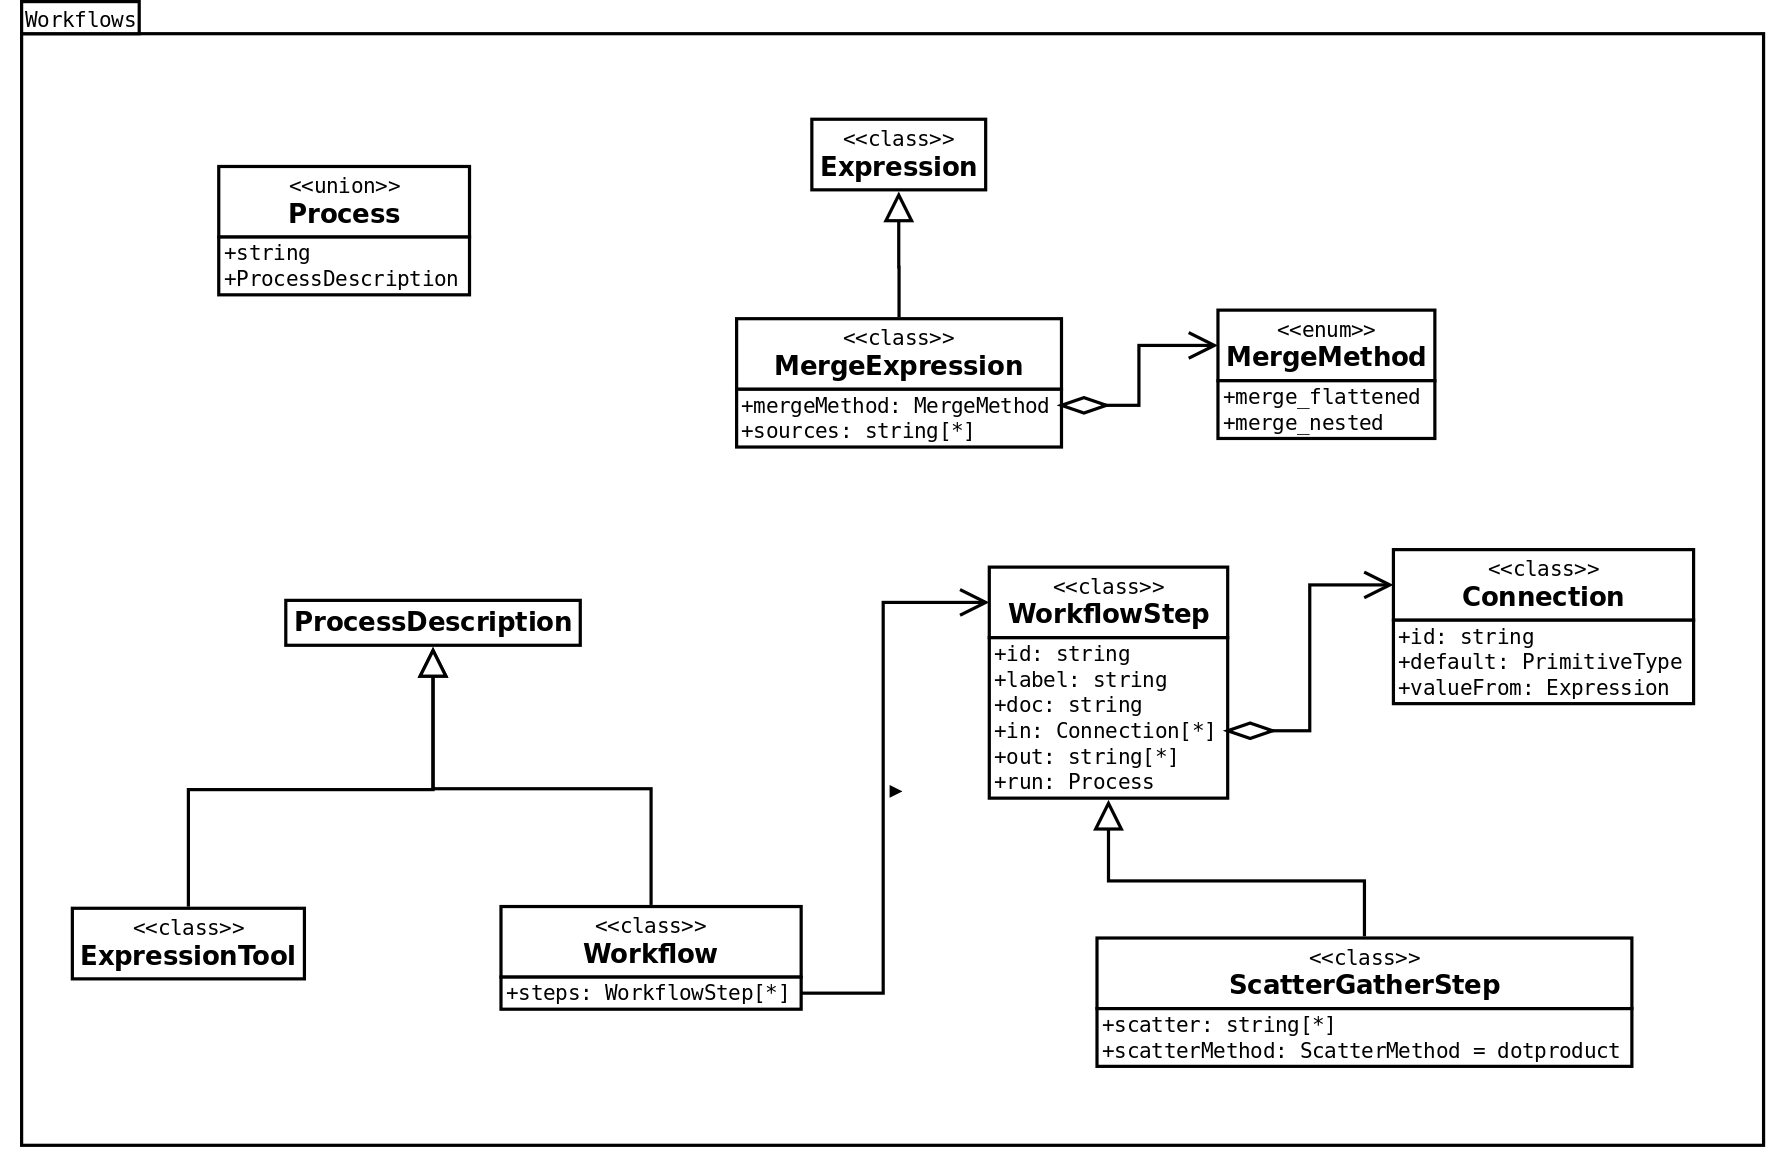 Workflows
<<class>>
Expression
<<union>>
Process
+string
+ProcessDescription
<<class>>
MergeExpression
+mergeMethod: MergeMethod
+sources: string[*]
<<enum>>
MergeMethod
+merge_flattened
+merge_nested
ProcessDescription
<<class>>
WorkflowStep
+id: string
+label: string
+doc: string
+in: Connection[*]
+out: string[*]
+run: Process
<<class>>
Connection
+id: string
+default: PrimitiveType
+valueFrom: Expression
<<class>>
ExpressionTool
<<class>>
Workflow
+steps: WorkflowStep[*]
<<class>>
ScatterGatherStep
+scatter: string[*]
+scatterMethod: ScatterMethod = dotproduct